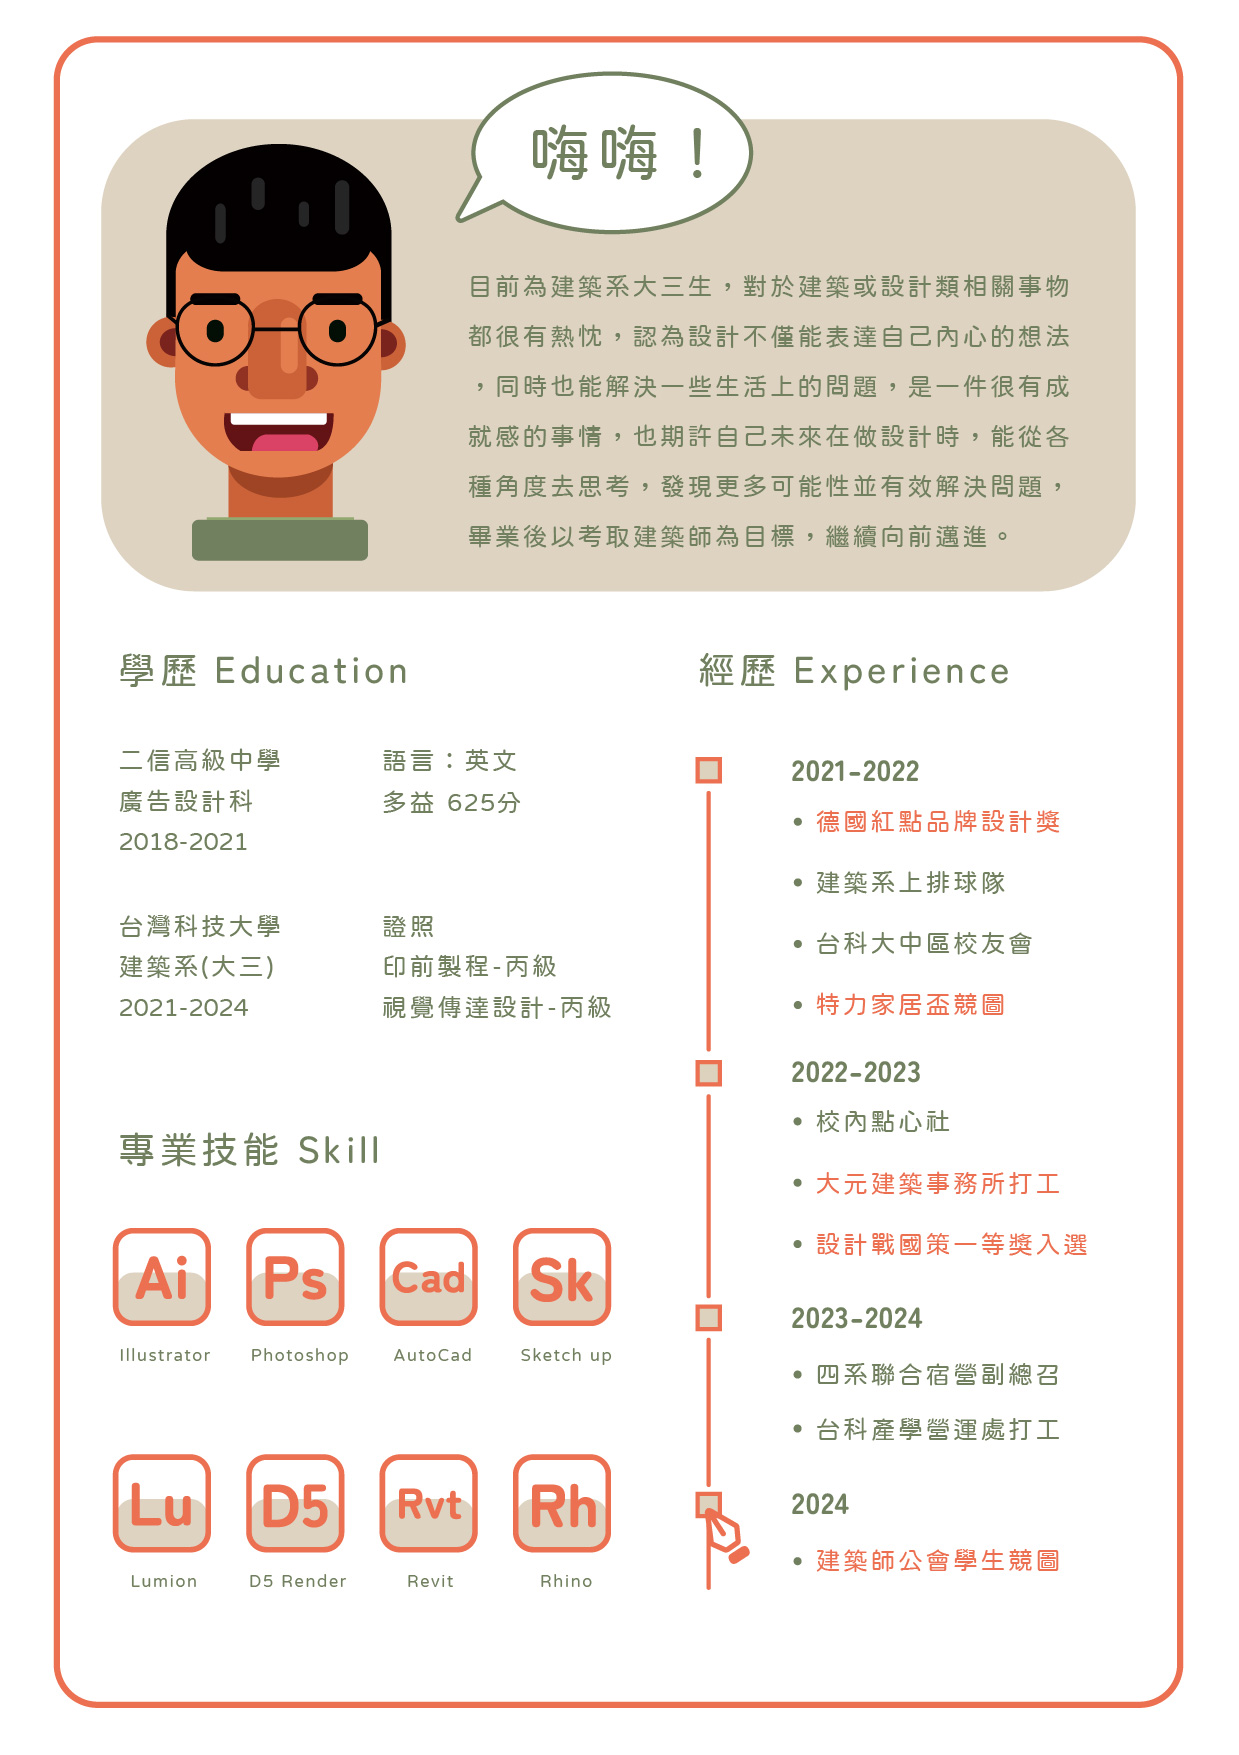 嗨嗨！
目前為建築系大三生，對於建築或設計類相關事物
都很有熱忱，認為設計不僅能表達自己內心的想法
，同時也能解決一些生活上的問題，是一件很有成
就感的事情，也期許自己未來在做設計時，能從各
種角度去思考，發現更多可能性並有效解決問題，
畢業後以考取建築師為目標，繼續向前邁進。
學歷 Education
二信高級中學
廣告設計科
2018-2021
台灣科技大學
建築系(大三)
2021-2024
語言：英文
多益 625分
證照
印前製程-丙級
視覺傳達設計-丙級
專業技能 Skill
Ai
Ps
Cad
Sk
Illustrator
Photoshop
AutoCad
Sketch up
Lu
D5
Rvt
Rh
Lumion
D5 Render
Revit
Rhino
經歷 Experience
2021-2022
• 德國紅點品牌設計獎
• 建築系上排球隊
• 台科大中區校友會
• 特力家居盃競圖
2022-2023
• 校內點心社
• 大元建築事務所打工
• 設計戰國策一等獎入選
2023-2024
• 四系聯合宿營副總召
• 台科產學營運處打工
2024
• 建築師公會學生競圖